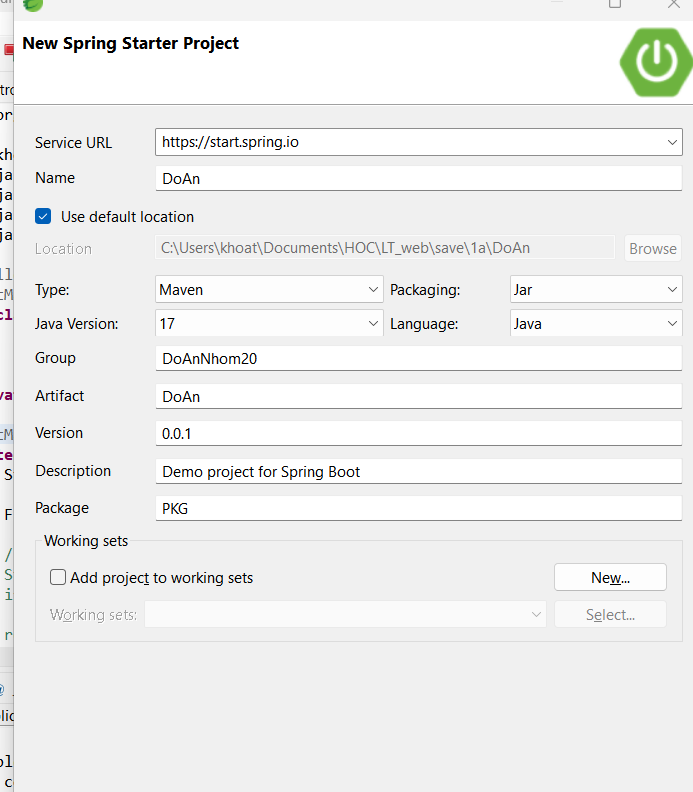 New Spring Starter Project
Service URL https://start.spring.io
Name DoAn
Use default location
Location C:\Users\khoat\Documents\HOC\LT_web\save\1a\DoAn Browse
Type: Maven Packaging: Jar
Java Version: 17 Language: Java
Group DoAnNhom20
Artifact DoAn
Version 0.0.1
Description Demo project for Spring Boot
Package PKG
Working sets
Add project to working sets New...
Working sets: Select...